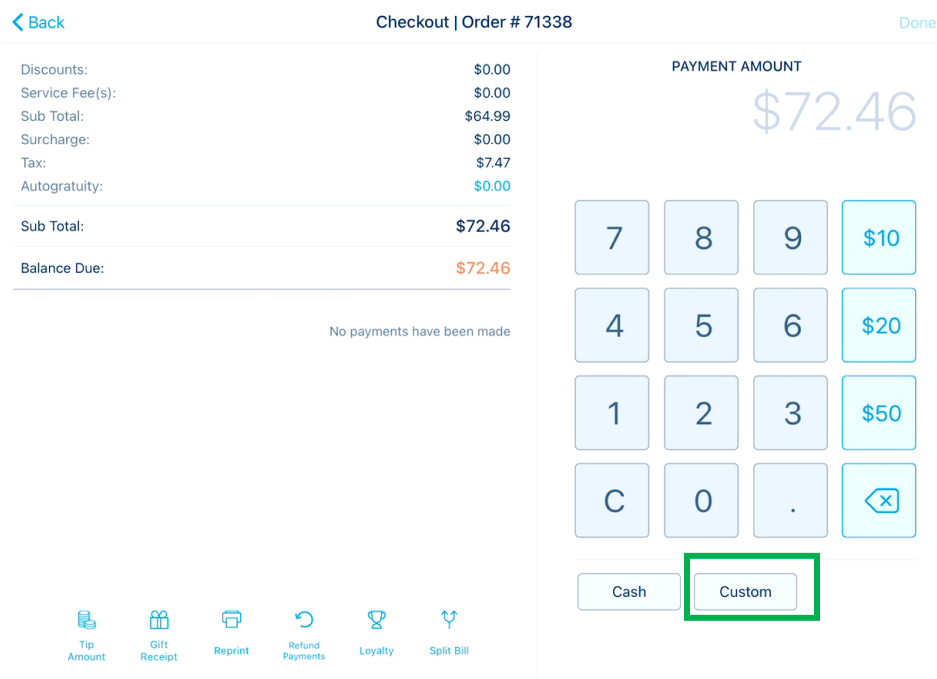 Back
Checkout | Order # 71338
Done
Discounts: $0.00
Service Fee(s): $0.00
Sub Total: $64.99
Surcharge: $0.00
Tax: $7.47
Autogratuity: $0.00
Sub Total: $72.46
Balance Due: $72.46
No payments have been made
PAYMENT AMOUNT
$72.46
7 8 9 $10
4 5 6 $20
1 2 3 $50
C 0 .
Cash Custom
Tip
Amount
Gift
Receipt
Reprint
Refund
Payments
Loyalty
Split Bill